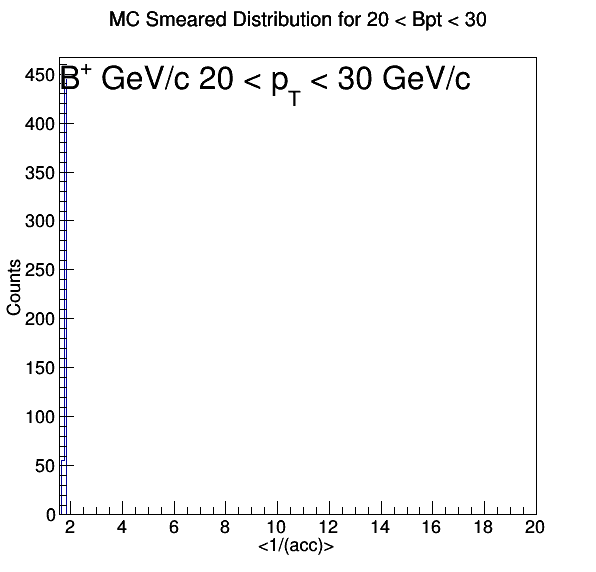 MC Smeared Distribution for 20 < Bpt < 30
B+ GeV/c 20 < pT < 30 GeV/c
450
400
350
300
250
200
150
100
50
0
Counts
2 4 6 8 10 12 14 16 18 20
<1/(acc)>